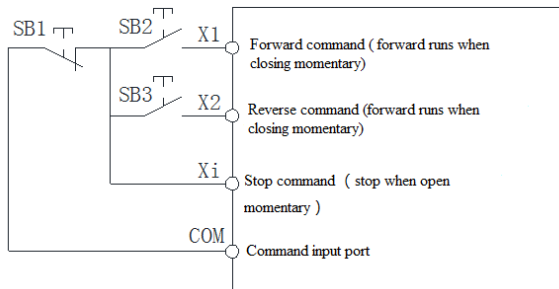 SB1
SB2
X1
Forward command ( forward runs when
closing momentary)
SB3
X2
Reverse command (forward runs when
closing momentary)
Xi
Stop command ( stop when open
momentary )
COM
Command input port